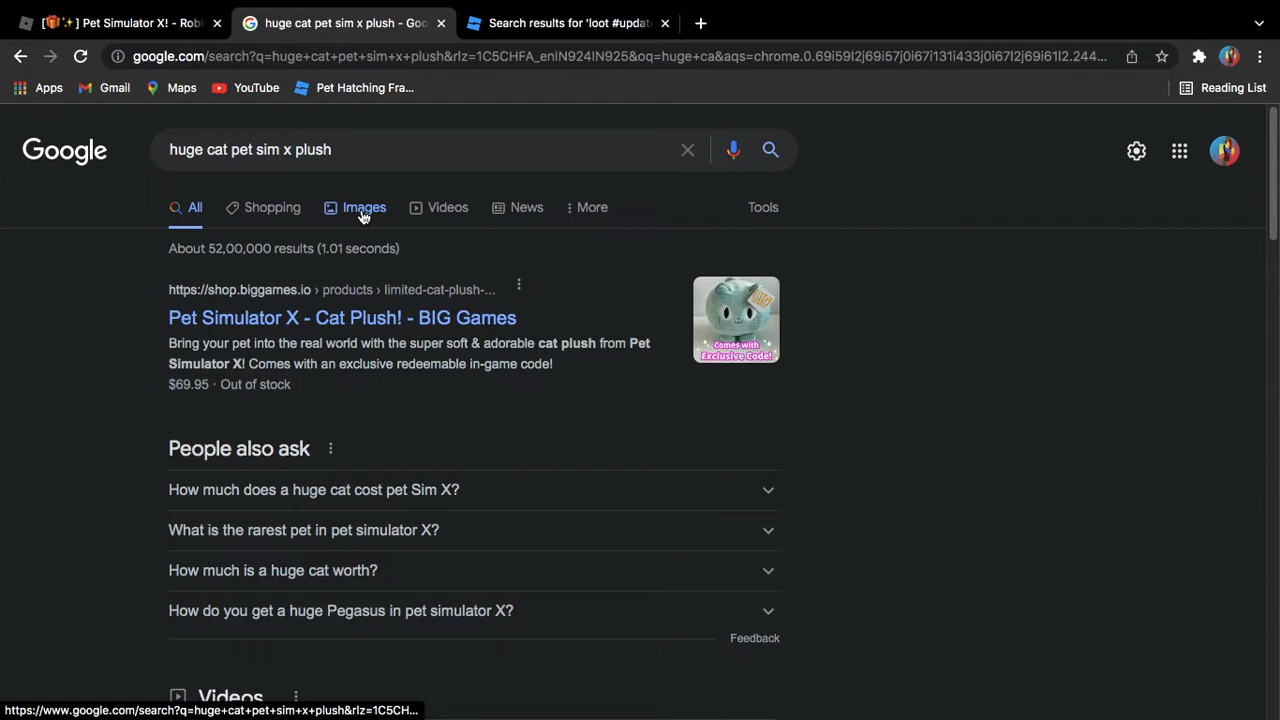 [🎁✨] Pet Simulator X! - Robl
huge cat pet sim x plush - Goo
Search results for 'loot #updat
google.com/search?q=huge+cat+pet+sim+x+plush&rlz=1C5CHFA_enIN924IN925&oq=huge+ca&aqs=chrome.0.69i59l2j69i57j0i67i131i433j0i67l2j69i61l2.244...
Apps
Gmail
Maps
YouTube
Pet Hatching Fra...
Reading List
Google
huge cat pet sim x plush
All
Shopping
Images
Videos
News
More
Tools
About 52,00,000 results (1.01 seconds)
https://shop.biggames.io › products › limited-cat-plush-...
Pet Simulator X - Cat Plush! - BIG Games
Bring your pet into the real world with the super soft & adorable cat plush from Pet
Simulator X! Comes with an exclusive redeemable in-game code!
$69.95 · Out of stock
BIG
Comes with
Exclusive Code!
People also ask
How much does a huge cat cost pet Sim X?
What is the rarest pet in pet simulator X?
How much is a huge cat worth?
How do you get a huge Pegasus in pet simulator X?
Feedback
Videos
https://www.google.com/search?q=huge+cat+pet+sim+x+plush&rlz=1C5CH...